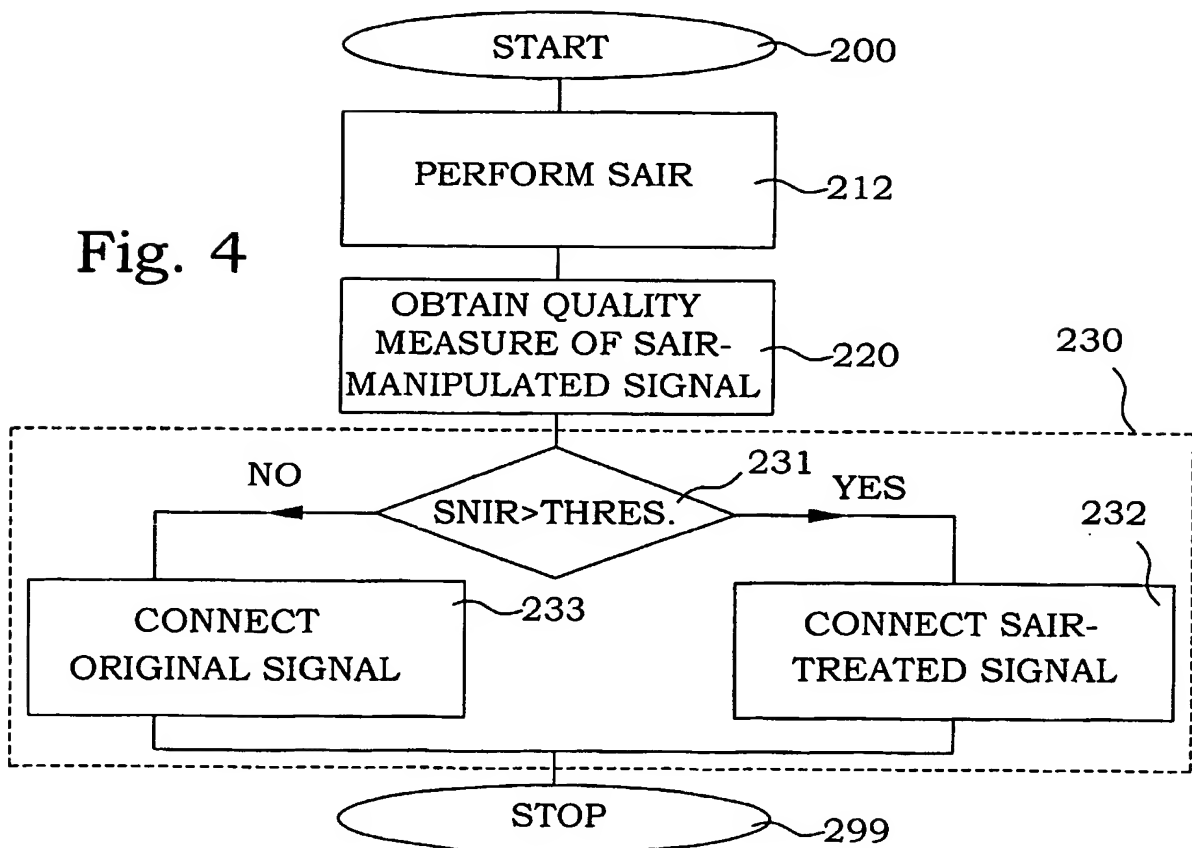 START
200
PERFORM SAIR
212
Fig. 4
OBTAIN QUALITY
MEASURE OF SAIR-
MANIPULATED SIGNAL
220
230
NO
SNIR>THRES.
231
YES
232
CONNECT
ORIGINAL SIGNAL
233
CONNECT SAIR-
TREATED SIGNAL
STOP
299